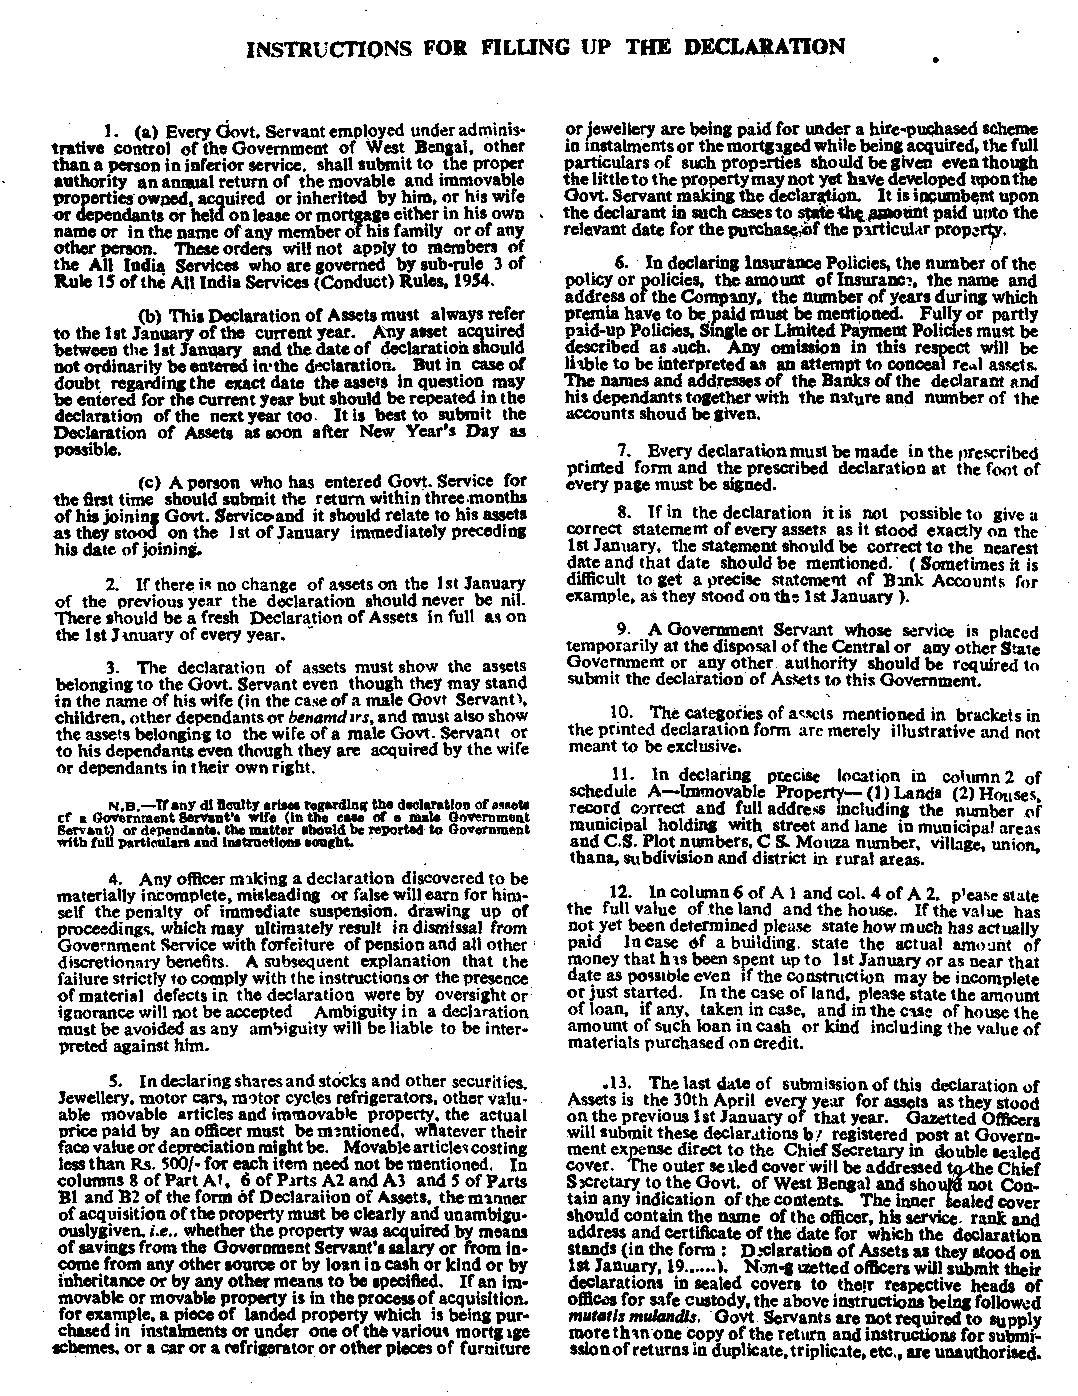 INSTRUCTIONS FOR FILLING UP THE DECLARATION
1. (a) Every Govt. Servant employed under adminis-
trative control of the Government of West Bengal, other
than a person in inferior service, shall submit to the proper
authority an annual return of the movable and immovable
properties owned, acquired or inherited by him, or his wife
or dependants or held on lease or mortgage either in his own
name or in the name of any member of his family or of any
other person. These orders will not apply to members of
the All India Services who are governed by sub-rule 3 of
Rule 15 of the All India Services (Conduct) Rules, 1954.
(b) This Declaration of Assets must always refer
to the 1st January of the current year. Any asset acquired
between the 1st January and the date of declaration should
not ordinarily be entered in the declaration. But in case of
doubt regarding the exact date the assets in question may
be entered for the current year but should be repeated in the
declaration of the next year too. It is best to submit the
Declaration of Assets as soon after New Year's Day as
possible.
(c) A person who has entered Govt. Service for
the first time should submit the return within three months
of his joining Govt. Service and it should relate to his assets
as they stood on the 1st of January immediately preceding
his date of joining.
2. If there is no change of assets on the 1st January
of the previous year the declaration should never be nil.
There should be a fresh Declaration of Assets in full as on
the 1st January of every year.
3. The declaration of assets must show the assets
belonging to the Govt. Servant even though they may stand
in the name of his wife (in the case of a male Govt Servant),
children, other dependants or benamdars, and must also show
the assets belonging to the wife of a male Govt. Servant or
to his dependants even though they are acquired by the wife
or dependants in their own right.
N.B.—If any difficulty arises regarding the declaration of assets
of a Government Servant's wife (in the case of a male Government
Servant) or dependants, the matter should be reported to Government
with full particulars and instructions sought.
4. Any officer making a declaration discovered to be
materially incomplete, misleading or false will earn for him-
self the penalty of immediate suspension, drawing up of
proceedings, which may ultimately result in dismissal from
Government Service with forfeiture of pension and all other
discretionary benefits. A subsequent explanation that the
failure strictly to comply with the instructions or the presence
of material defects in the declaration were by oversight or
ignorance will not be accepted Ambiguity in a declaration
must be avoided as any ambiguity will be liable to be inter-
preted against him.
5. In declaring shares and stocks and other securities,
Jewellery, motor cars, motor cycles refrigerators, other valu-
able movable articles and immovable property, the actual
price paid by an officer must be mentioned, whatever their
face value or depreciation might be. Movable articles costing
less than Rs. 500/- for each item need not be mentioned. In
columns 8 of Part A1, 6 of Parts A2 and A3 and 5 of Parts
B1 and B2 of the form of Declaration of Assets, the manner
of acquisition of the property must be clearly and unambigu-
ouslygiven, i.e., whether the property was acquired by means
of savings from the Government Servant's salary or from in-
come from any other source or by loan in cash or kind or by
inheritance or by any other means to be specified. If an im-
movable or movable property is in the process of acquisition,
for example, a piece of landed property which is being pur-
chased in instalments or under one of the various mortgage
schemes, or a car or a refrigerator or other pieces of furniture
or jewellery are being paid for under a hire-puchased scheme
in instalments or the mortgaged while being acquired, the full
particulars of such properties should be given even though
the little to the property may not yet have developed upon the
Govt. Servant making the declaration. It is incumbent upon
the declarant in such cases to state the amount paid unto the
relevant date for the purchase of the particular property.
6. In declaring Insurance Policies, the number of the
policy or policies, the amount of Insurance, the name and
address of the Company, the number of years during which
premia have to be paid must be mentioned. Fully or partly
paid-up Policies, Single or Limited Payment Policies must be
described as such. Any omission in this respect will be
liable to be interpreted as an attempt to conceal real assets.
The names and addresses of the Banks of the declarant and
his dependants together with the nature and number of the
accounts shoud be given.
7. Every declaration must be made in the prescribed
printed form and the prescribed declaration at the foot of
every page must be signed.
8. If in the declaration it is not possible to give a
correct statement of every assets as it stood exactly on the
1st January, the statement should be correct to the nearest
date and that date should be mentioned. ( Sometimes it is
difficult to get a precise statement of Bank Accounts for
example, as they stood on the 1st January ).
9. A Government Servant whose service is placed
temporarily at the disposal of the Central or any other State
Government or any other authority should be required to
submit the declaration of Assets to this Government.
10. The categories of assets mentioned in brackets in
the printed declaration form are merely illustrative and not
meant to be exclusive.
11. In declaring precise location in column 2 of
schedule A—Immovable Property—(1) Lands (2) Houses,
record correct and full address including the number of
municipal holding with street and lane in municipal areas
and C.S. Plot numbers, C S. Mouza number, village, union,
thana, subdivision and district in rural areas.
12. In column 6 of A 1 and col. 4 of A 2, please state
the full value of the land and the house. If the value has
not yet been determined please state how much has actually
paid In case of a building, state the actual amount of
money that has been spent up to 1st January or as near that
date as possible even if the construction may be incomplete
or just started. In the case of land, please state the amount
of loan, if any, taken in case, and in the case of house the
amount of such loan in cash or kind including the value of
materials purchased on credit.
13. The last date of submission of this declaration of
Assets is the 30th April every year for assets as they stood
on the previous 1st January of that year. Gazetted Officers
will submit these declarations by registered post at Govern-
ment expense direct to the Chief Secretary in double sealed
cover. The outer sealed cover will be addressed to the Chief
Secretary to the Govt. of West Bengal and should not Con-
tain any indication of the contents. The inner sealed cover
should contain the name of the officer, his service, rank and
address and certificate of the date for which the declaration
stands (in the form : Declaration of Assets as they stood on
1st January, 19......). Non-gazetted officers will submit their
declarations in sealed covers to their respective heads of
offices for safe custody, the above instructions being followed
mutatis mulandis. Govt Servants are not required to supply
more than one copy of the return and instructions for submi-
ssion of returns in duplicate, triplicate, etc., are unauthorised.